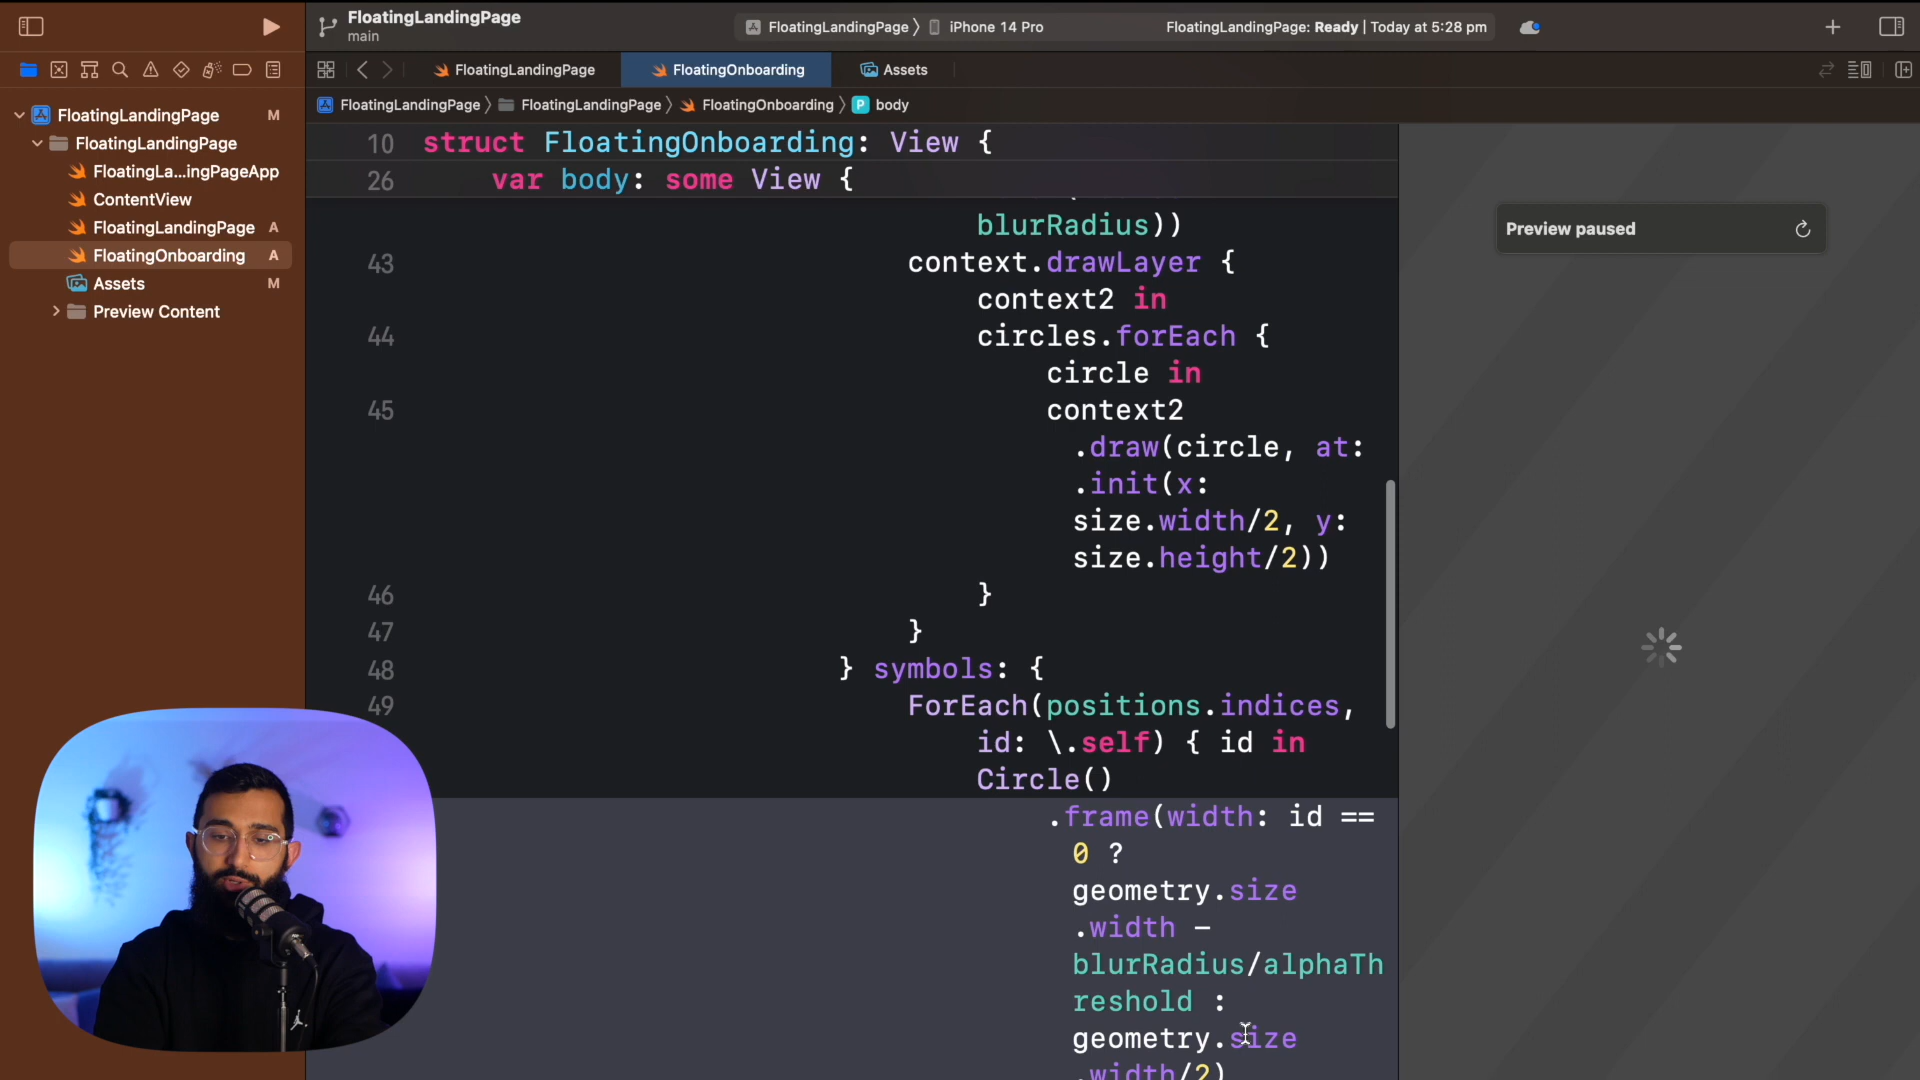 FloatingLandingPage
main
FloatingLandingPage
iPhone 14 Pro
FloatingLandingPage: Ready | Today at 5:28 pm
FloatingLandingPage
FloatingOnboarding
Assets
FloatingLandingPage
FloatingLandingPage
FloatingOnboarding
P
body
FloatingLandingPage
M
FloatingLandingPage
FloatingLa...ingPageApp
ContentView
FloatingLandingPage
A
FloatingOnboarding
A
Assets
M
Preview Content
10 struct FloatingOnboarding: View {
26 var body: some View {
blurRadius))
43 context.drawLayer {
context2 in
44 circles.forEach {
circle in
45 context2
.draw(circle, at:
.init(x:
size.width/2, y:
size.height/2))
46 }
47 }
48 } symbols: {
49 ForEach(positions.indices,
id: \.self) { id in
Circle()
.frame(width: id ==
0 ?
geometry.size
.width -
blurRadius/alphaTh
reshold :
geometry.size
.width/2)
Preview paused